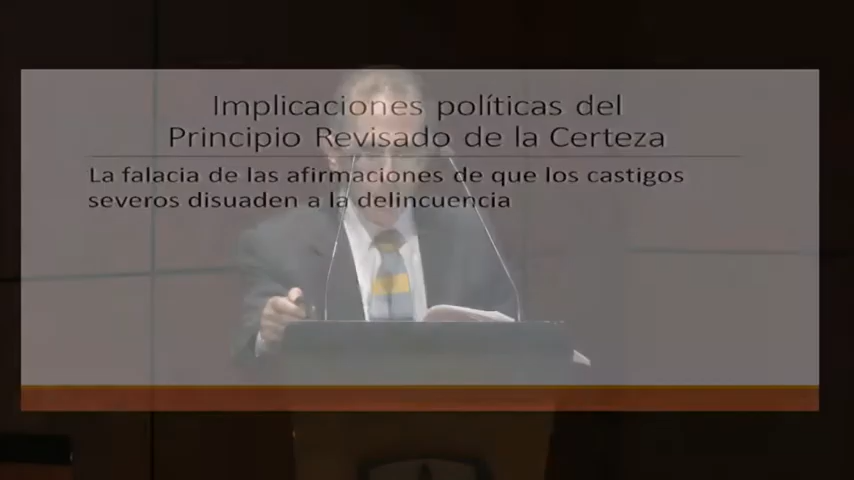 Implicaciones políticas del
Principio Revisado de la Certeza
La falacia de las afirmaciones de que los castigos
severos disuaden a la delincuencia